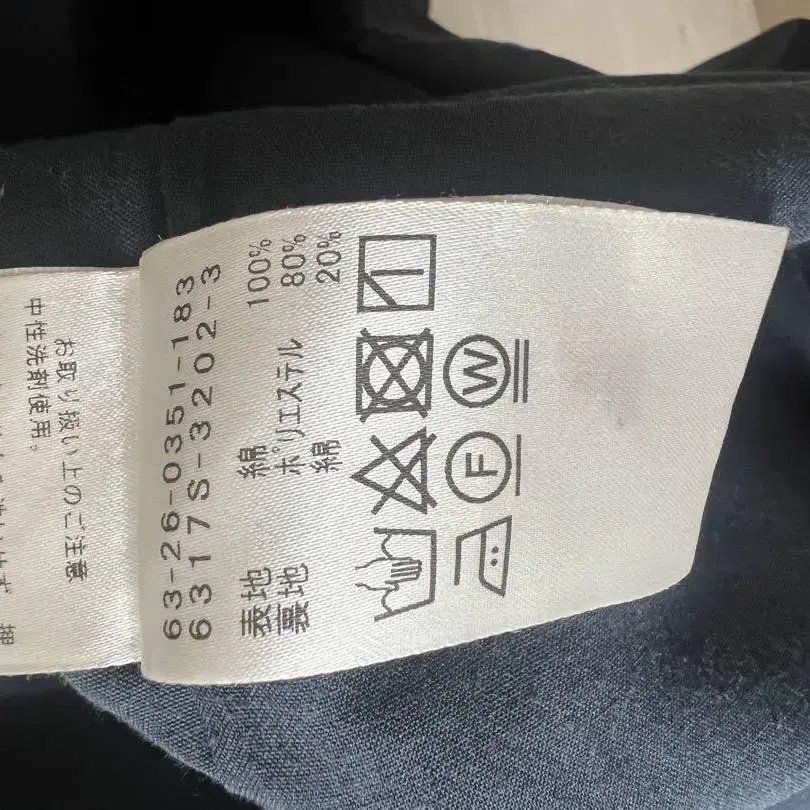 63-26-0351-183
6317S-3202-3
表地 綿 100%
裏地 ポリエステル 80%
綿 20%
F W
お取り扱い上のご注意
中性洗剤使用。